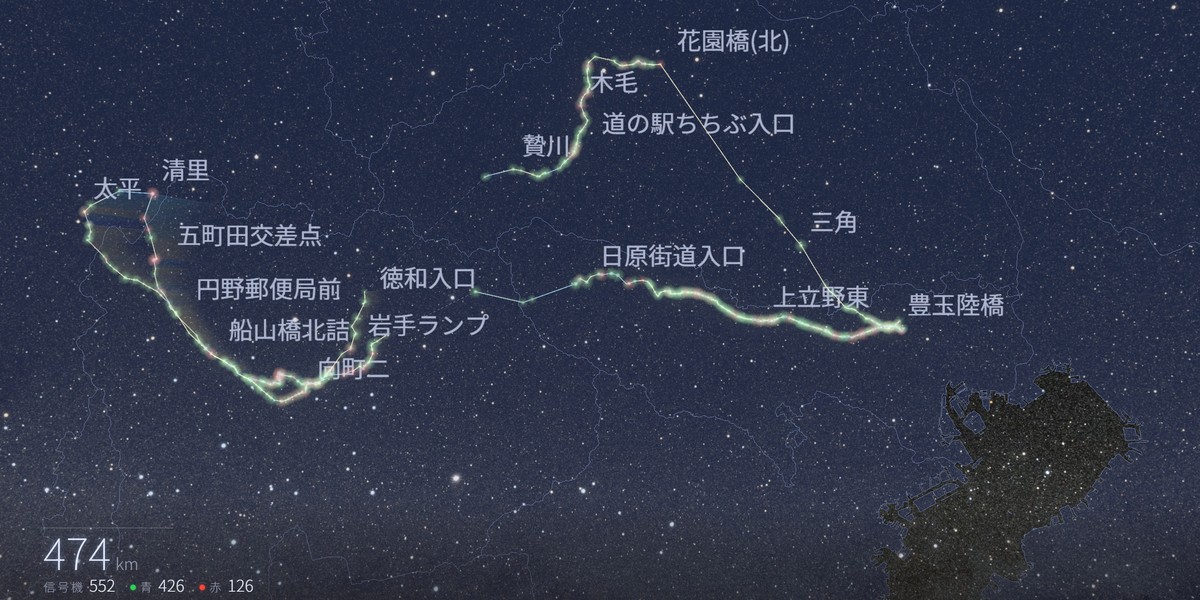 花園橋(北)
木毛
道の駅ちちぶ入口
贄川
清里
太平
三角
五町田交差点
日原街道入口
徳和入口
円野郵便局前
上立野東
豊玉陸橋
船山橋北詰
岩手ランプ
向町二
474 km
信号機 552 青 426 赤 126